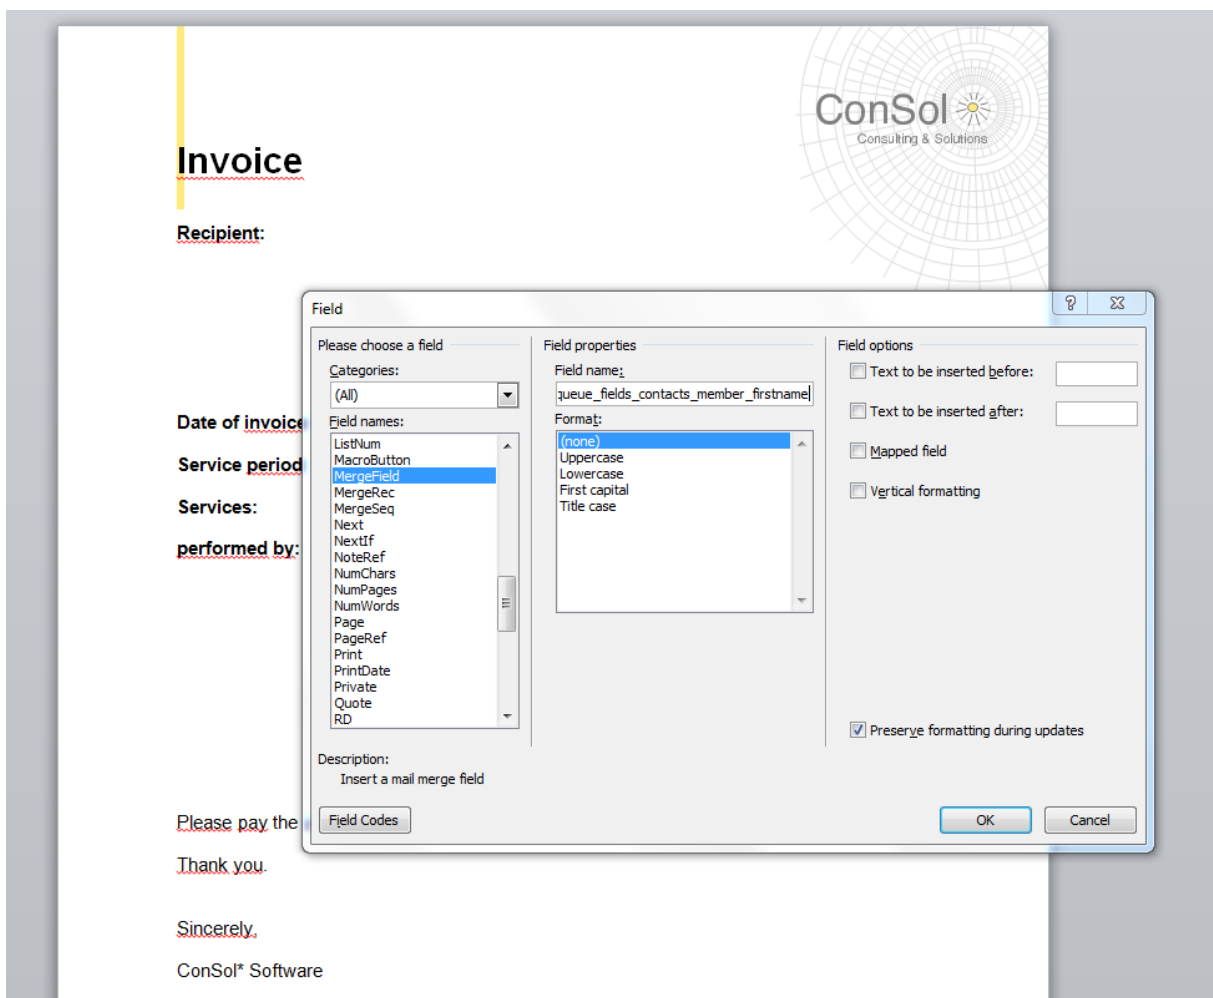 ConSol
Consulting & Solutions
Invoice
Recipient:
Field
Please choose a field
Categories:
(All)
Field names:
ListNum
MacroButton
MergeField
MergeRec
MergeSeq
Next
NextIf
NoteRef
NumChars
NumPages
NumWords
Page
PageRef
Print
PrintDate
Private
Quote
RD
Field properties
Field name:
queue_fields_contacts_member_firstname
Format:
(none)
Uppercase
Lowercase
First capital
Title case
Field options
Text to be inserted before:
Text to be inserted after:
Mapped field
Vertical formatting
Preserve formatting during updates
Description:
Insert a mail merge field
Field Codes
OK
Cancel
Date of invoice
Service period
Services:
performed by:
Please pay the
Thank you.
Sincerely,
ConSol* Software